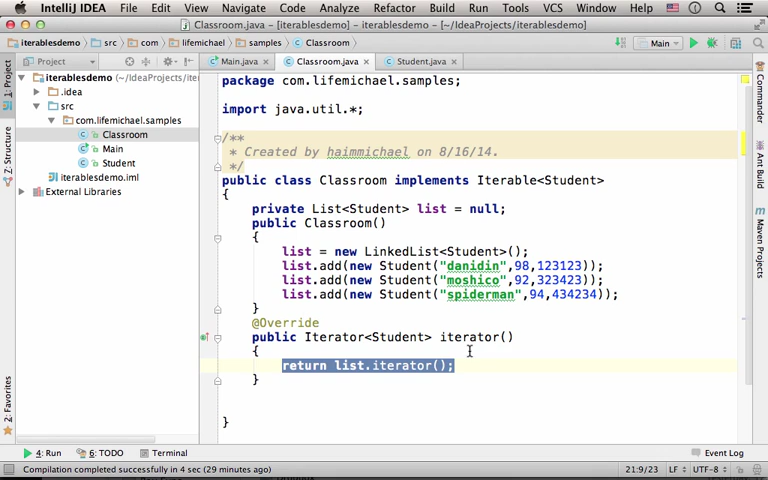 IntelliJ IDEA File Edit View Navigate Code Analyze Refactor Build Run Tools VCS Window Help
Classroom.java - [iterablesdemo] - iterablesdemo - [~/IdeaProjects/iterablesdemo]
iterablesdemo src com lifemichael samples Classroom Main
Project Main.java Classroom.java Student.java
iterablesdemo (~/IdeaProjects/iter
.idea
src
com.lifemichael.samples
Classroom
Main
Student
iterablesdemo.iml
External Libraries
1: Project
7: Structure
2: Favorites
package com.lifemichael.samples;
import java.util.*;
/**
* Created by haimmichael on 8/16/14.
*/
public class Classroom implements Iterable<Student>
{
private List<Student> list = null;
public Classroom()
{
list = new LinkedList<Student>();
list.add(new Student("danidin",98,123123));
list.add(new Student("moshico",92,323423));
list.add(new Student("spiderman",94,434234));
}
@Override
public Iterator<Student> iterator()
{
return list.iterator();
}
}
Commander
Ant Build
Maven Projects
4: Run 6: TODO Terminal Event Log
Compilation completed successfully in 4 sec (29 minutes ago) 21:9/23 LF UTF-8